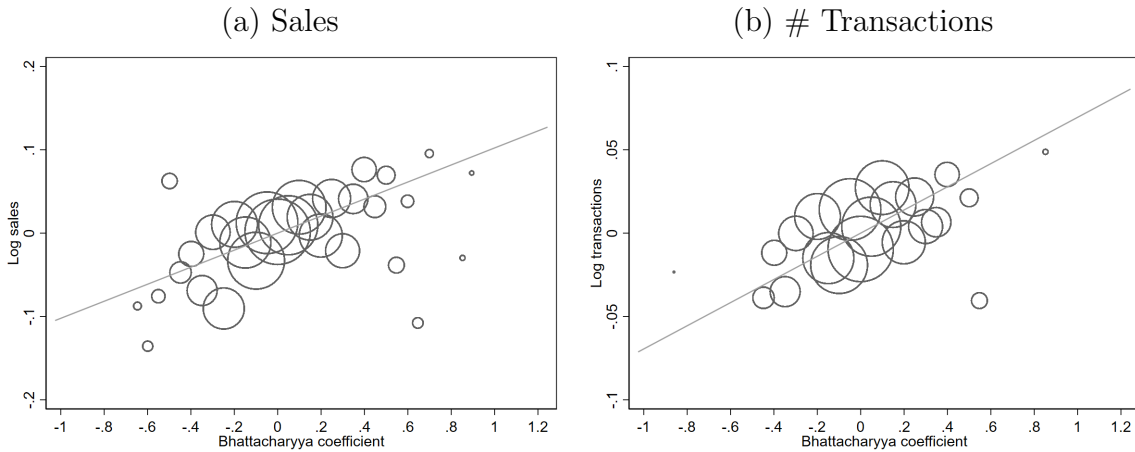 (a) Sales
.2
.1
0
-.1
-.2
Log sales
-1 -.8 -.6 -.4 -.2 0 .2 .4 .6 .8 1 1.2
Bhattacharyya coefficient
(b) # Transactions
.1
.05
0
-.05
-.1
Log transactions
-1 -.8 -.6 -.4 -.2 0 .2 .4 .6 .8 1 1.2
Bhattacharyya coefficient